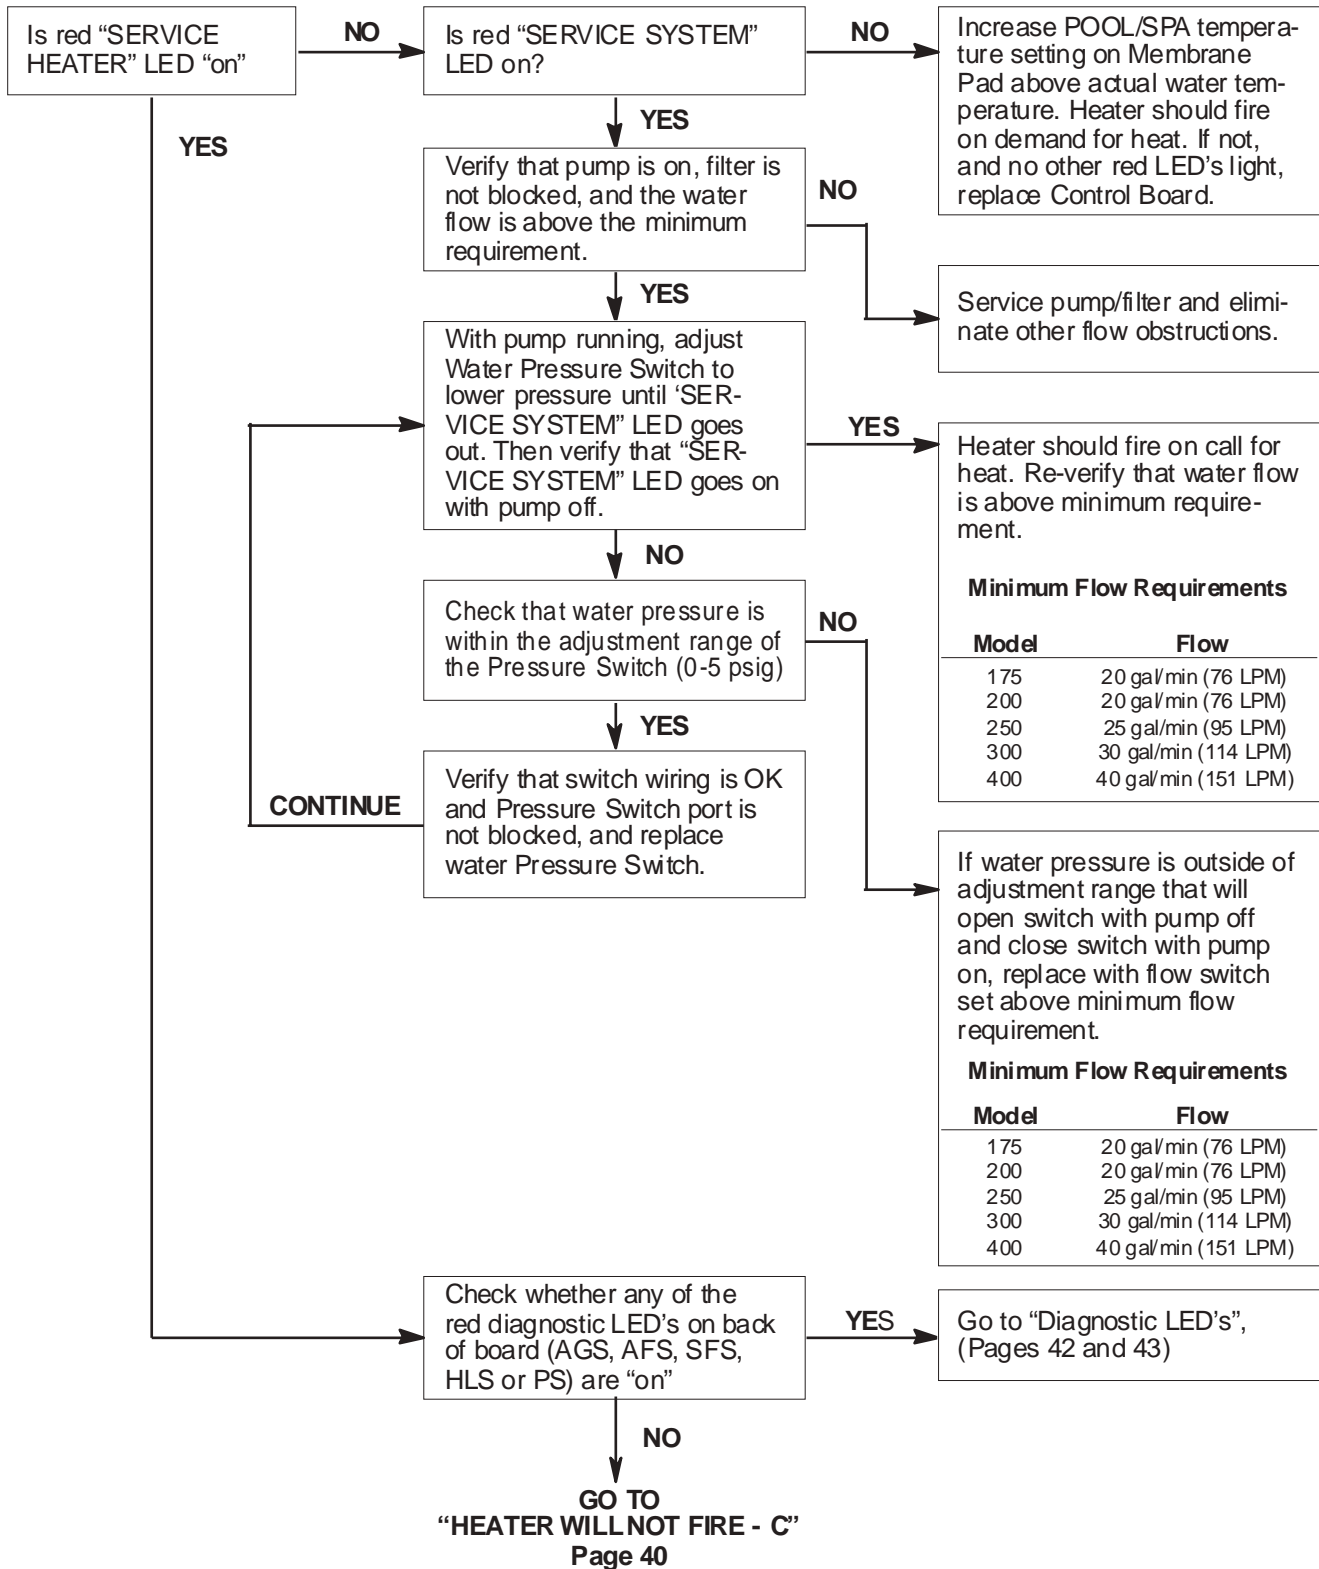 Is red “SERVICE
HEATER” LED “on”
NO
Is red “SERVICE SYSTEM”
LED on?
NO
Increase POOL/SPA tempera-
ture setting on Membrane
Pad above actual water tem-
perature. Heater should fire
on demand for heat. If not,
and no other red LED’s light,
replace Control Board.
YES
YES
Verify that pump is on, filter is
not blocked, and the water
flow is above the minimum
requirement.
NO
Service pump/filter and elimi-
nate other flow obstructions.
YES
With pump running, adjust
Water Pressure Switch to
lower pressure until ‘SER-
VICE SYSTEM” LED goes
out. Then verify that “SER-
VICE SYSTEM” LED goes on
with pump off.
YES
Heater should fire on call for
heat. Re-verify that water flow
is above minimum require-
ment.
Minimum Flow Requirements
Model Flow
175 20 gal/min (76 LPM)
200 20 gal/min (76 LPM)
250 25 gal/min (95 LPM)
300 30 gal/min (114 LPM)
400 40 gal/min (151 LPM)
NO
Check that water pressure is
within the adjustment range of
the Pressure Switch (0-5 psig)
NO
YES
Verify that switch wiring is OK
and Pressure Switch port is
not blocked, and replace
water Pressure Switch.
CONTINUE
If water pressure is outside of
adjustment range that will
open switch with pump off
and close switch with pump
on, replace with flow switch
set above minimum flow
requirement.
Minimum Flow Requirements
Model Flow
175 20 gal/min (76 LPM)
200 20 gal/min (76 LPM)
250 25 gal/min (95 LPM)
300 30 gal/min (114 LPM)
400 40 gal/min (151 LPM)
Check whether any of the
red diagnostic LED’s on back
of board (AGS, AFS, SFS,
HLS or PS) are “on”
YES
Go to “Diagnostic LED’s”,
(Pages 42 and 43)
NO
GO TO
“HEATER WILL NOT FIRE - C”
Page 40